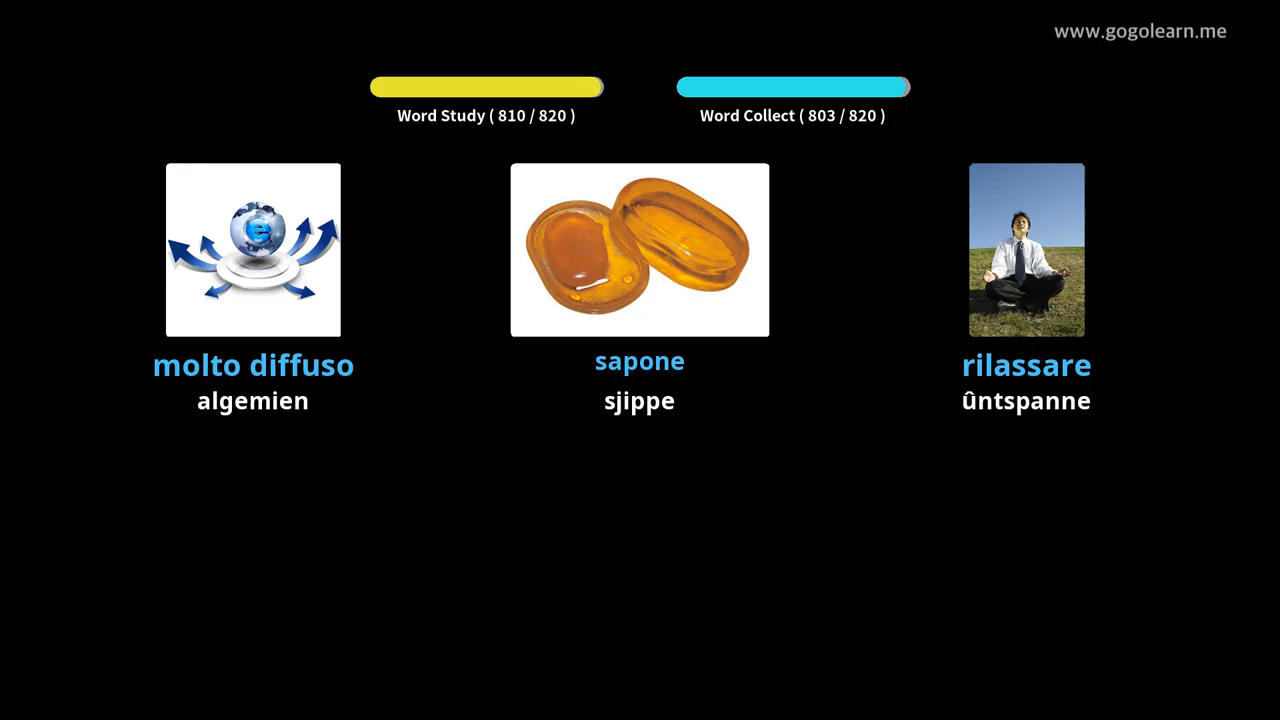 www.gogolearn.me
Word Study ( 810 / 820 )
Word Collect ( 803 / 820 )
e
molto diffuso
sapone
rilassare
algemien
sjippe
ûntspanne